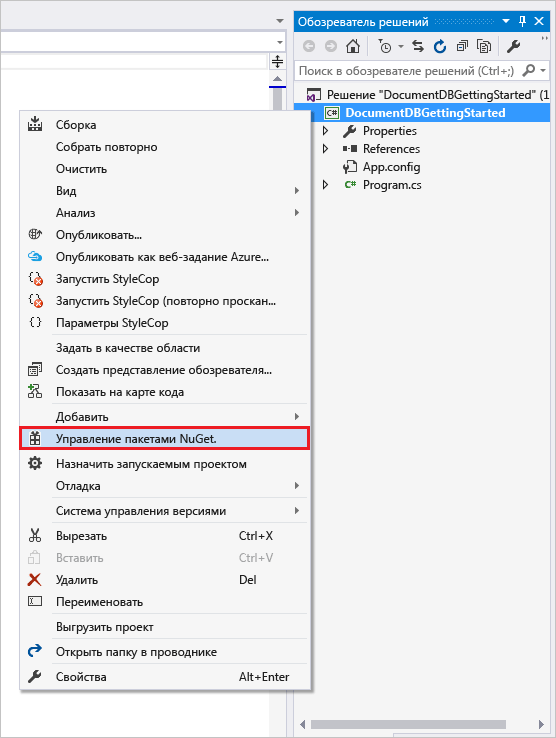 Обозреватель решений
Поиск в обозревателе решений (Ctrl+;)
Решение "DocumentDBGettingStarted" (1
C# DocumentDBGettingStarted
Properties
References
App.config
C# Program.cs
Сборка
Собрать повторно
Очистить
Вид
Анализ
Опубликовать...
Опубликовать как веб-задание Azure...
Запустить StyleCop
Запустить StyleCop (повторно проскан...
Параметры StyleCop
Задать в качестве области
Создать представление обозревателя...
Показать на карте кода
Добавить
Управление пакетами NuGet.
Назначить запускаемым проектом
Отладка
Система управления версиями
Вырезать Ctrl+X
Вставить Ctrl+V
Удалить Del
Переименовать
Выгрузить проект
Открыть папку в проводнике
Свойства Alt+Enter